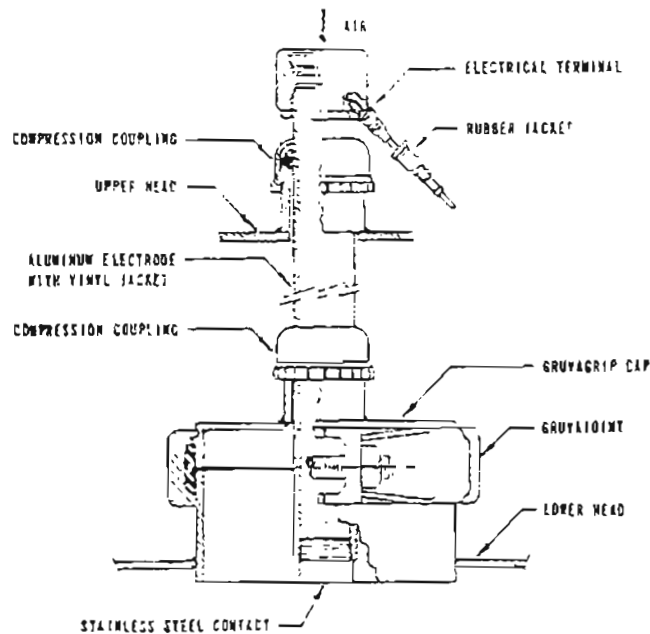 AIR
ELECTRICAL TERMINAL
RUBBER JACKET
COMPRESSION COUPLING
UPPER HEAD
ALUMINUM ELECTRODE
WITH VINYL JACKET
COMPRESSION COUPLING
GRUVAGRIP CAP
GRUVAJOINT
LOWER HEAD
STAINLESS STEEL CONTACT